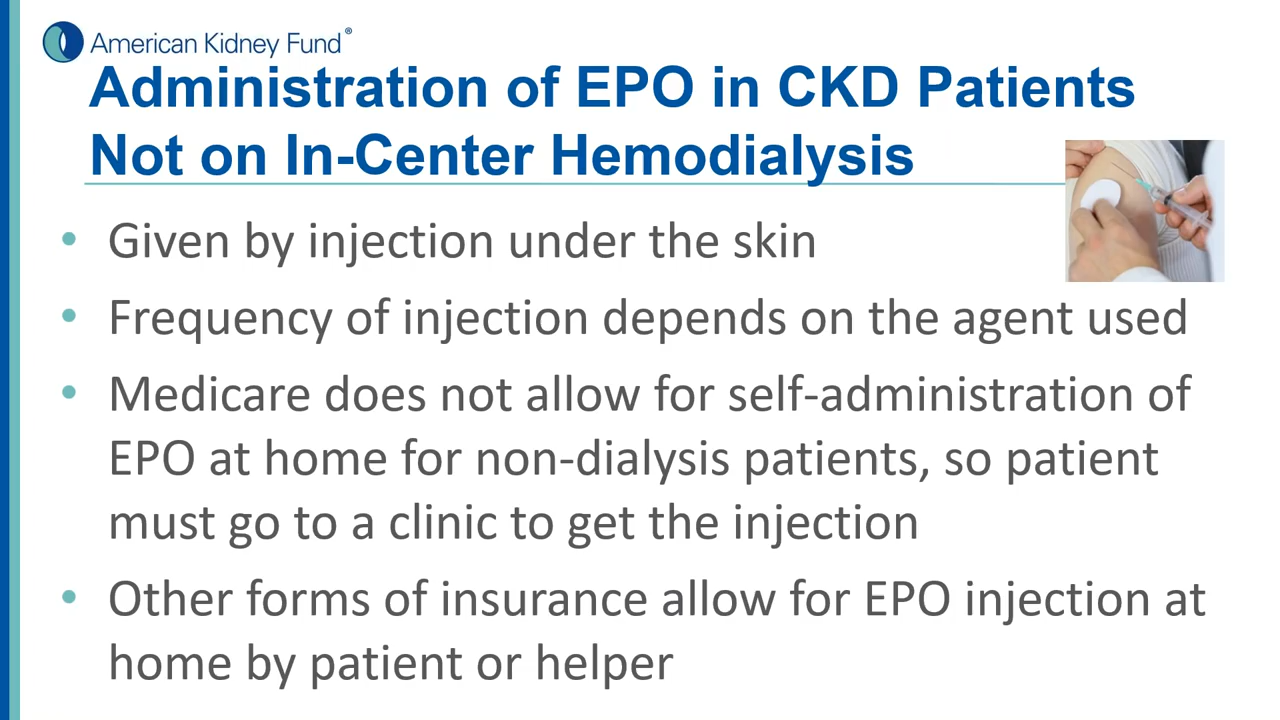 American Kidney Fund®
Administration of EPO in CKD Patients
Not on In-Center Hemodialysis
• Given by injection under the skin
• Frequency of injection depends on the agent used
• Medicare does not allow for self-administration of
EPO at home for non-dialysis patients, so patient
must go to a clinic to get the injection
• Other forms of insurance allow for EPO injection at
home by patient or helper